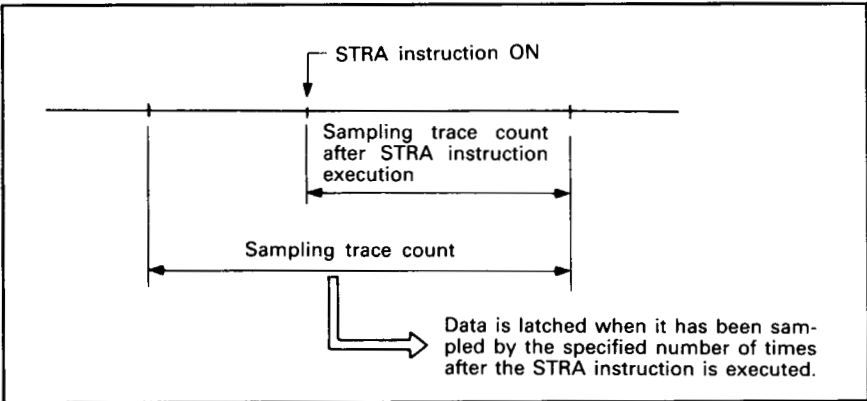 STRA instruction ON
Sampling trace count
after STRA instruction
execution
Sampling trace count
Data is latched when it has been sam-
pled by the specified number of times
after the STRA instruction is executed.